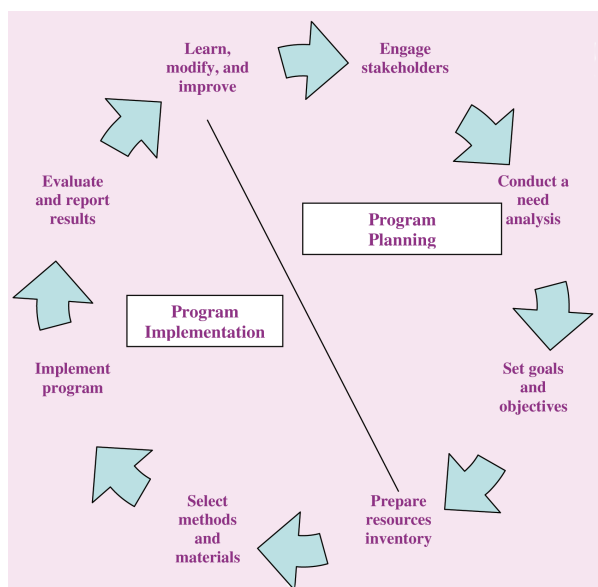 Learn,
modify, and
improve
Engage
stakeholders
Conduct a
need
analysis
Program
Planning
Set goals
and
objectives
Prepare
resources
inventory
Select
methods
and
materials
Implement
program
Program
Implementation
Evaluate
and report
results